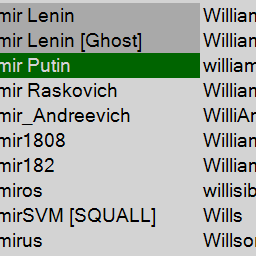 mir Lenin William
mir Lenin [Ghost] William
mir Putin william
mir Raskovich William
mir_Andreevich WilliAr
mir1808 William
mir182 William
miros willisib
mirSVM [SQUALL] Wills
mirus Willson